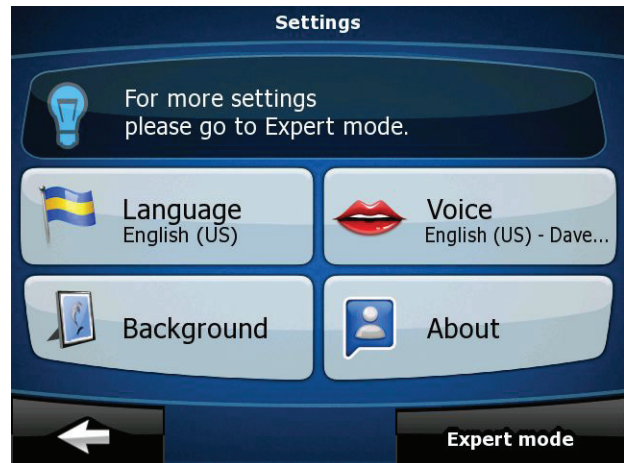 Settings
For more settings
please go to Expert mode.
Language
English (US)
Voice
English (US) - Dave...
Background
About
Expert mode